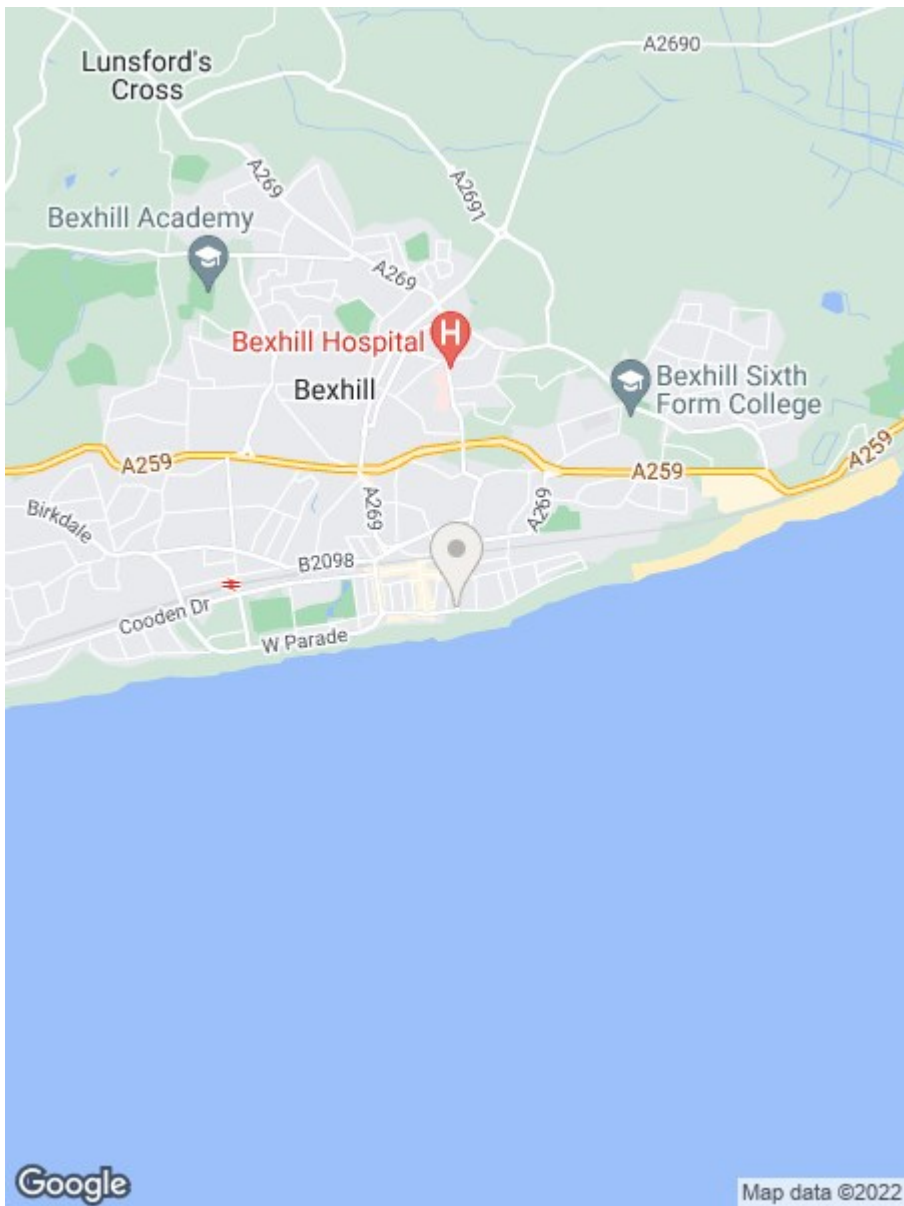 A2690
Lunsford's
Cross
A269
A2691
Bexhill Academy
A269
Bexhill Hospital
H
Bexhill
Bexhill Sixth
Form College
A259
A259
A259
Birkdale
A269
A269
B2098
Cooden Dr
W Parade
Google
Map data ©2022